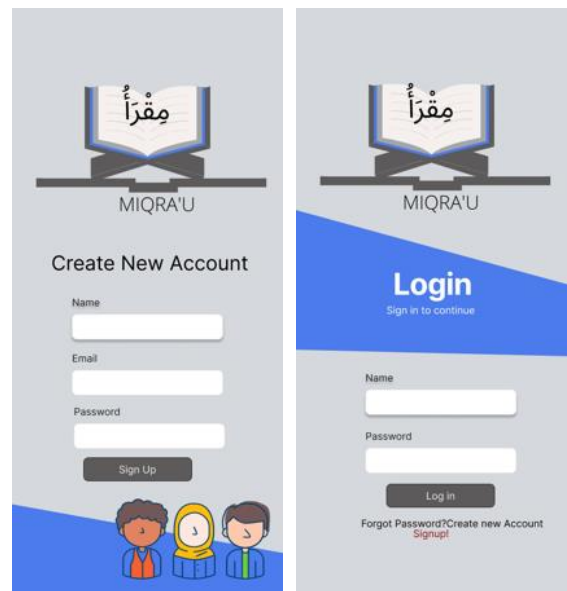 مِقْرَأُ
MIQRA'U
Create New Account
Name
Email
Password
Sign Up
مِقْرَأُ
MIQRA'U
Login
Sign in to continue
Name
Password
Log in
Forgot Password?Create new Account
Signup!